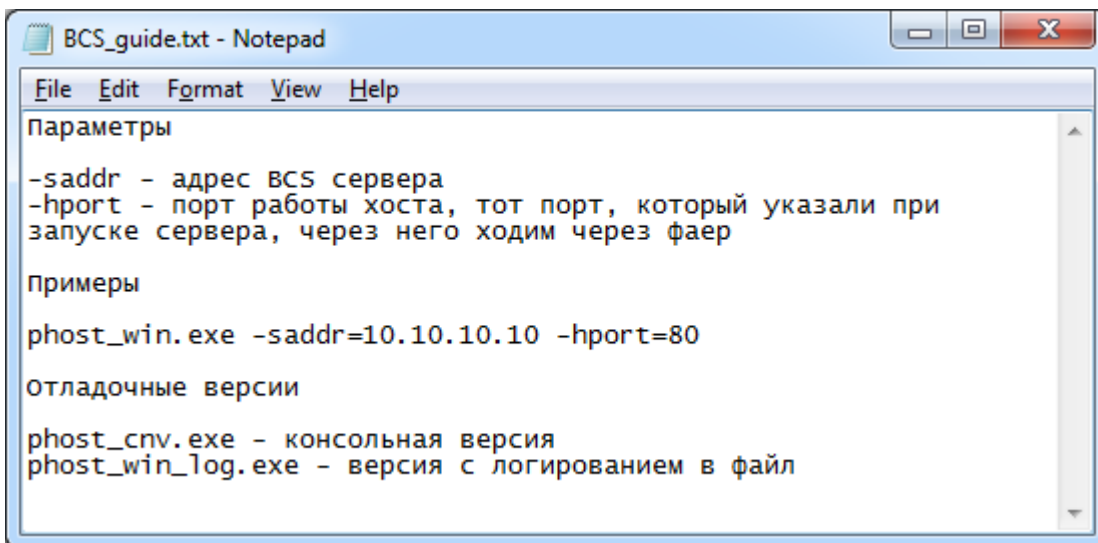 BCS_guide.txt - Notepad
File Edit Format View Help
Параметры
-saddr - адрес BCS сервера
-hport - порт работы хоста, тот порт, который указали при
запуске сервера, через него ходим через фаер
Примеры
phost_win.exe -saddr=10.10.10.10 -hport=80
Отладочные версии
phost_cnv.exe - консольная версия
phost_win_log.exe - версия с логированием в файл